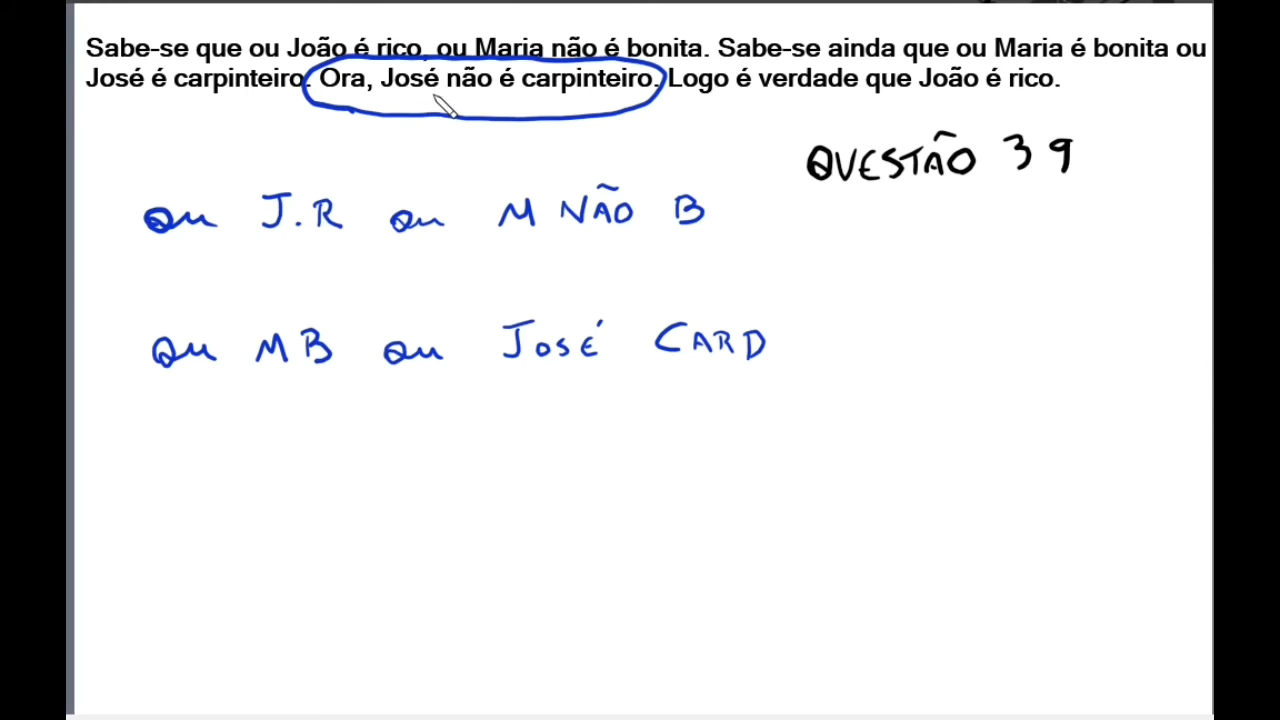 Sabe-se que ou João é rico, ou Maria não é bonita. Sabe-se ainda que ou Maria é bonita ou
José é carpinteiro. Ora, José não é carpinteiro. Logo é verdade que João é rico.
QUESTÃO 39
ou J.R ou M NÃO B
ou M B ou JOSÉ CARP